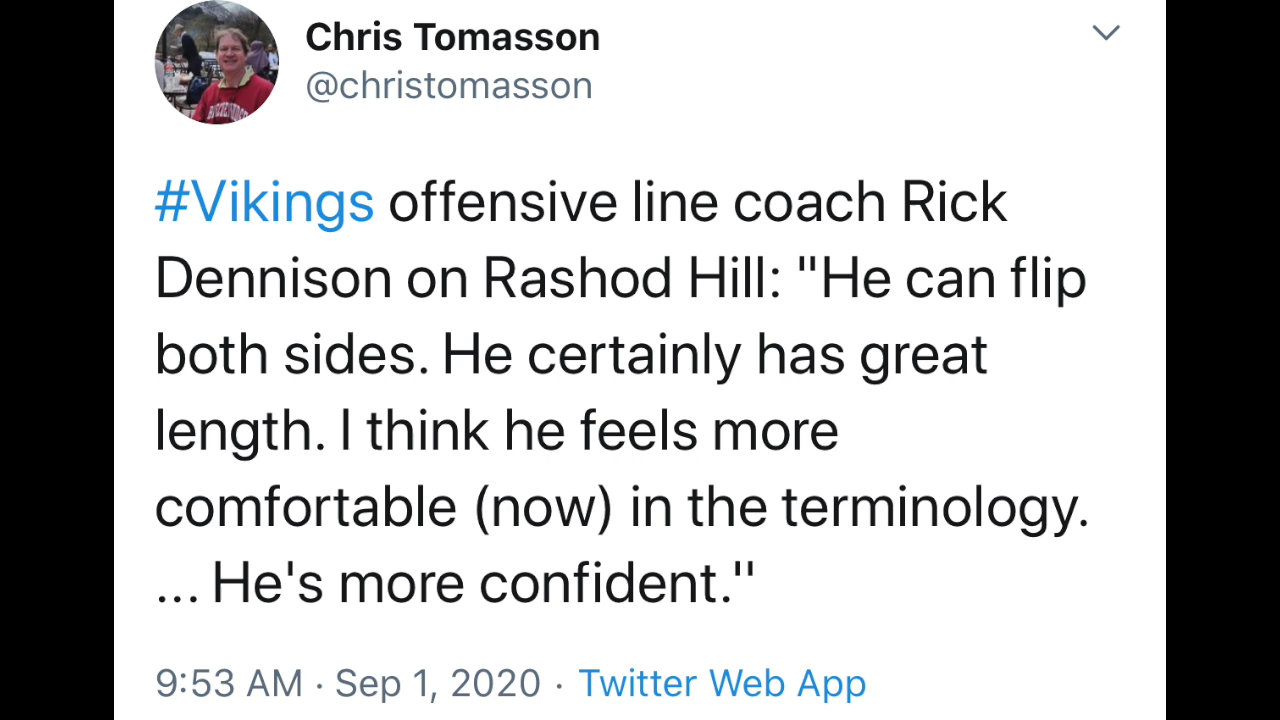 Chris Tomasson
@christomasson
#Vikings offensive line coach Rick
Dennison on Rashod Hill: "He can flip
both sides. He certainly has great
length. I think he feels more
comfortable (now) in the terminology.
... He's more confident."
9:53 AM · Sep 1, 2020 · Twitter Web App